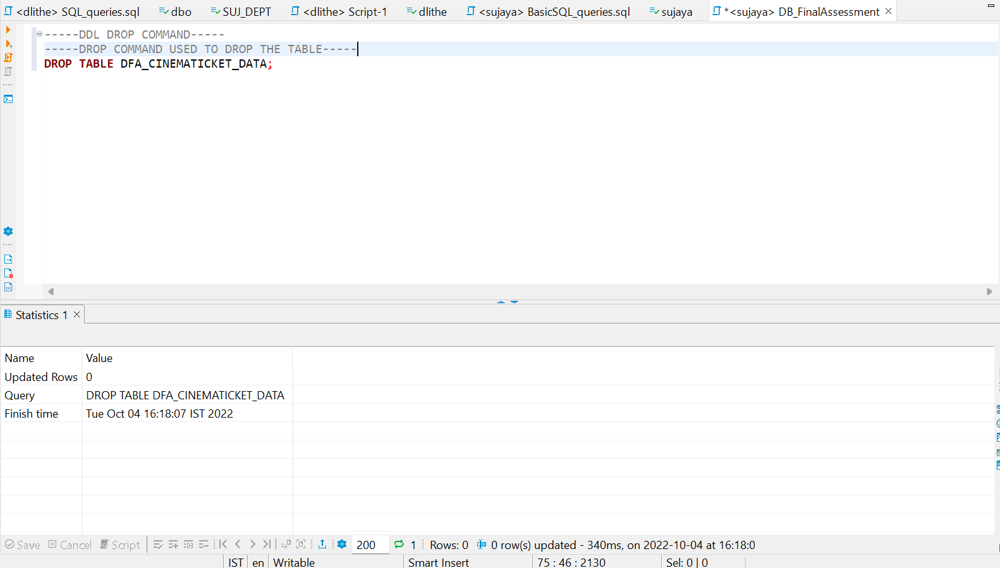 <dlithe> SQL_queries.sql dbo SUJ_DEPT <dlithe> Script-1 dlithe <sujaya> BasicSQL_queries.sql sujaya *<sujaya> DB_FinalAssessment
-----DDL DROP COMMAND-----
-----DROP COMMAND USED TO DROP THE TABLE-----
DROP TABLE DFA_CINEMATICKET_DATA;
Statistics 1
Name Value
Updated Rows 0
Query DROP TABLE DFA_CINEMATICKET_DATA
Finish time Tue Oct 04 16:18:07 IST 2022
Save Cancel Script 200 1 Rows: 0 0 row(s) updated - 340ms, on 2022-10-04 at 16:18:0
IST en Writable Smart Insert 75 : 46 : 2130 Sel: 0 | 0